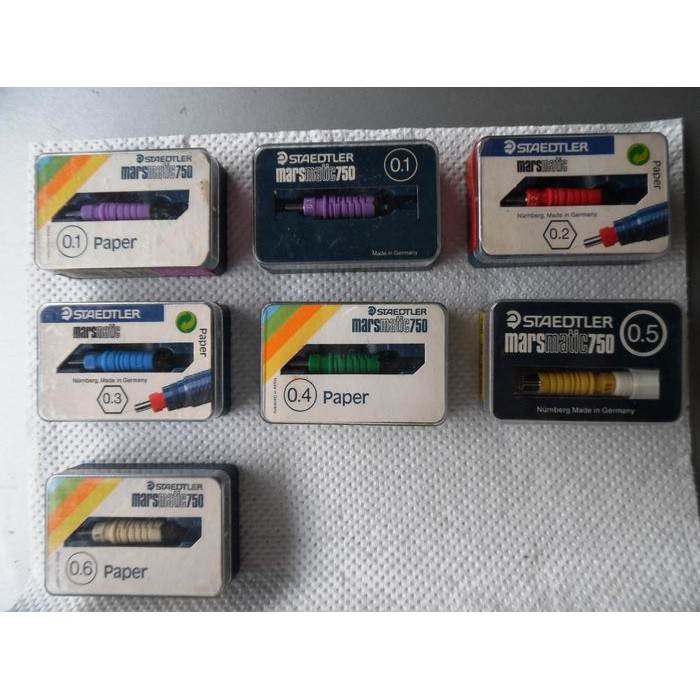 STAEDTLER
marsmatic750
0.1 Paper
STAEDTLER
marsmatic750
0.1
Made in Germany
STAEDTLER
marsmatic
Paper
Nürnberg, Made in Germany
0.2
STAEDTLER
marsmatic
Paper
Nürnberg, Made in Germany
0.3
STAEDTLER
marsmatic750
0.4 Paper
STAEDTLER
marsmatic750
0.5
Nürnberg Made in Germany
STAEDTLER
marsmatic750
0.6 Paper